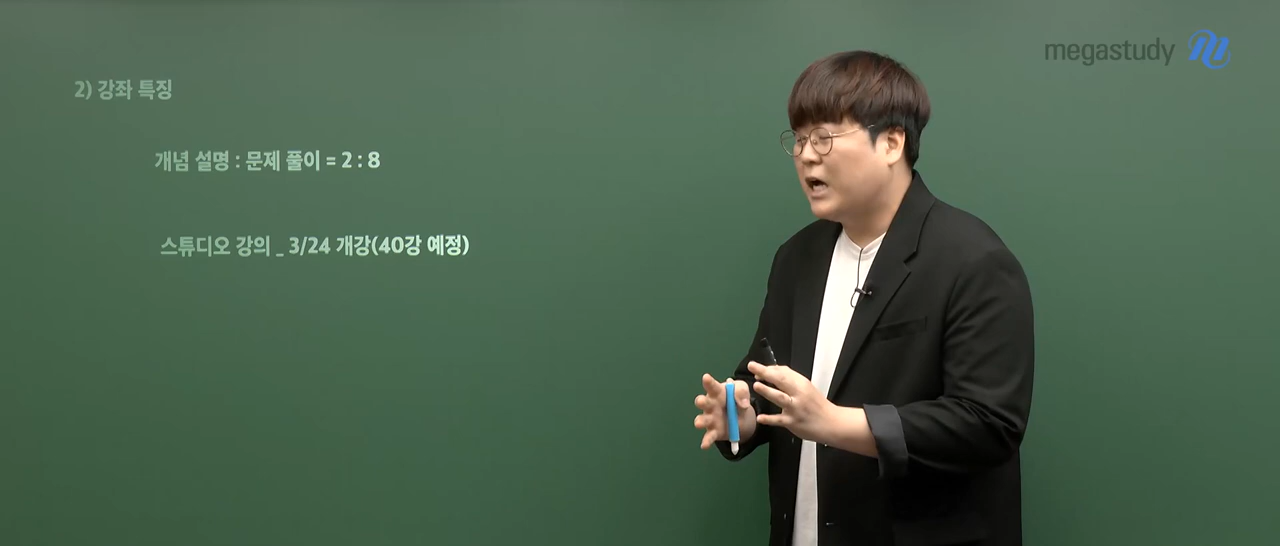 megastudy
2) 강좌 특징
개념 설명 : 문제 풀이 = 2 : 8
스튜디오 강의 _ 3/24 개강(40강 예정)